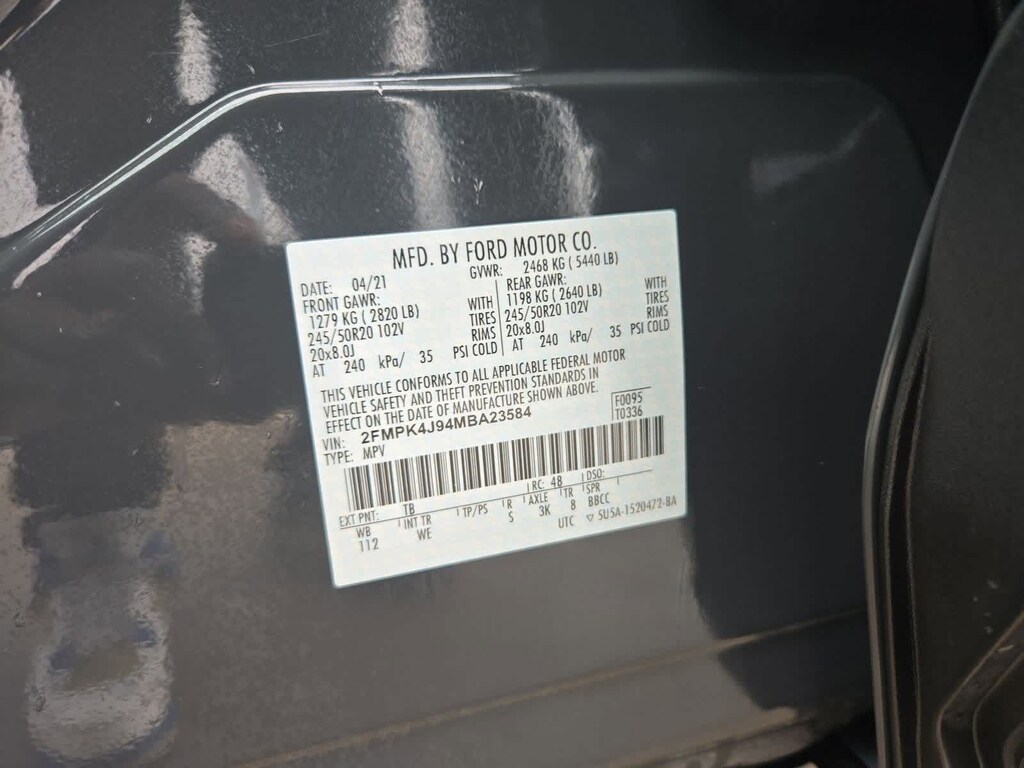 MFD. BY FORD MOTOR CO.
DATE: 04/21 GVWR: 2468 KG ( 5440 LB)
FRONT GAWR: REAR GAWR:
1279 KG ( 2820 LB) WITH 1198 KG ( 2640 LB) WITH
245/50R20 102V TIRES 245/50R20 102V TIRES
20x8.0J RIMS 20x8.0J RIMS
AT 240 kPa/ 35 PSI COLD AT 240 kPa/ 35 PSI COLD
THIS VEHICLE CONFORMS TO ALL APPLICABLE FEDERAL MOTOR
VEHICLE SAFETY AND THEFT PREVENTION STANDARDS IN
EFFECT ON THE DATE OF MANUFACTURE SHOWN ABOVE.
VIN: 2FMPK4J94MBA23584 F0095
TYPE: MPV T0336
EXT PNT: TB RC: 48 DSO:
WB INT TR TP/PS R AXLE TR SPR
112 WE S 3K 8 BBCC
UTC ▽ 5U5A-1520472-BA